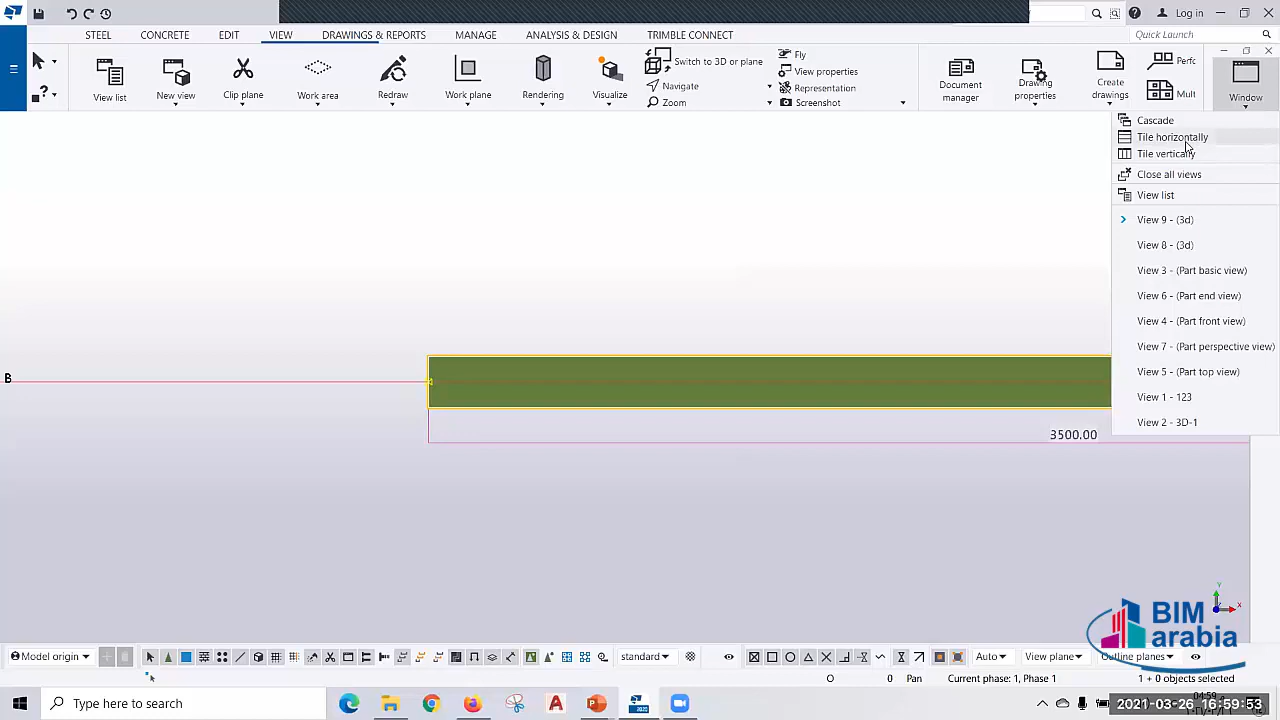 Log in
STEEL CONCRETE EDIT VIEW DRAWINGS & REPORTS MANAGE ANALYSIS & DESIGN TRIMBLE CONNECT
Quick Launch
View list
New view
Clip plane
Work area
Redraw
Work plane
Rendering
Visualize
Switch to 3D or plane
Navigate
Zoom
Fly
View properties
Representation
Screenshot
Document manager
Drawing properties
Create drawings
Perfc
Mult
Window
Cascade
Tile horizontally
Tile vertically
Close all views
View list
View 9 - (3d)
View 8 - (3d)
View 3 - (Part basic view)
View 6 - (Part end view)
View 4 - (Part front view)
View 7 - (Part perspective view)
View 5 - (Part top view)
View 1 - 123
View 2 - 3D-1
B
3500.00
BIM
arabia
Model origin
standard
Auto
View plane
Outline planes
O 0 Pan Current phase: 1, Phase 1 1 + 0 objects selected
Type here to search
2021-03-26 16:59:53